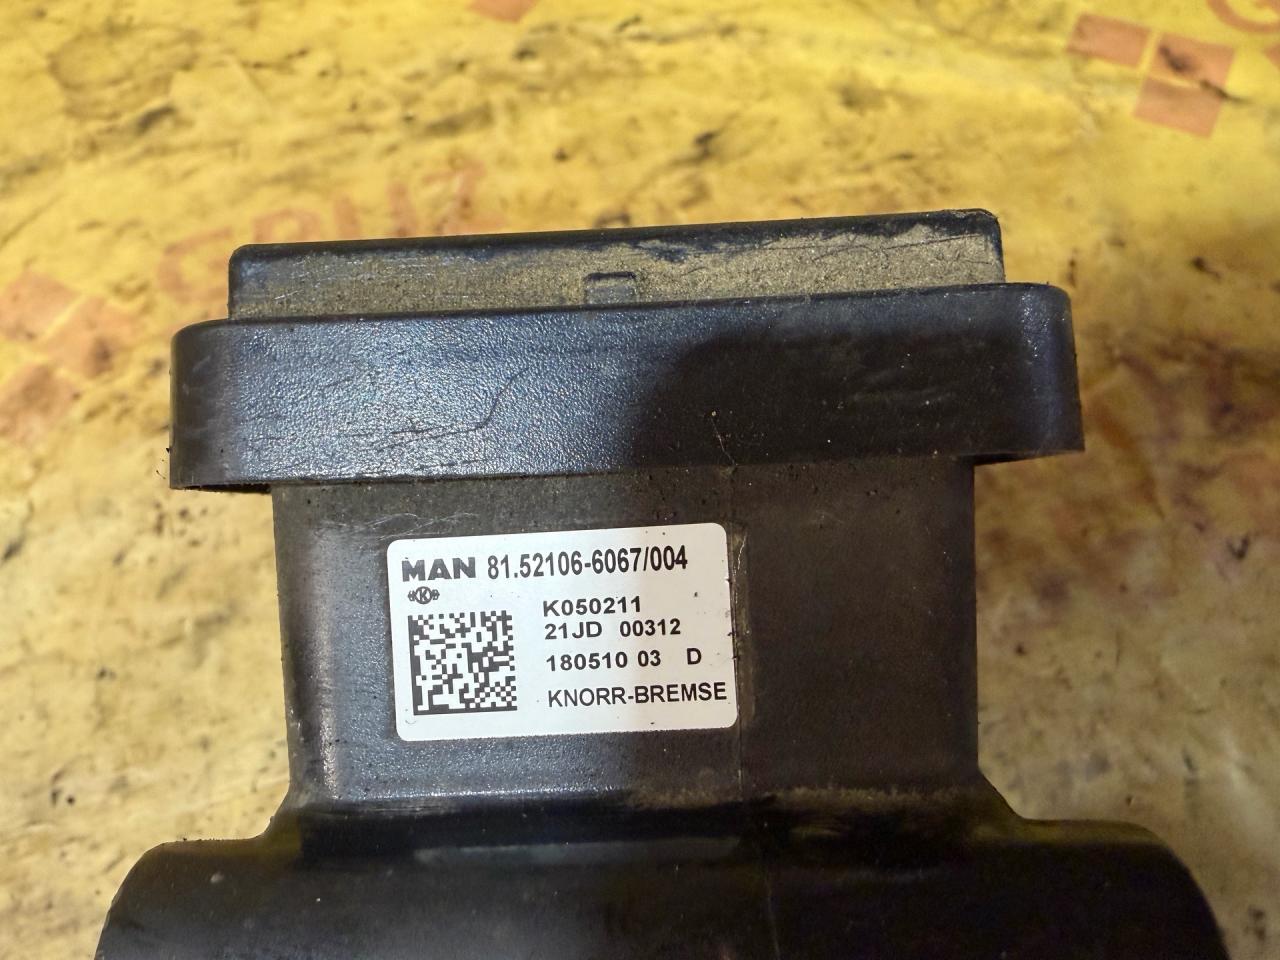 MAN 81.52106-6067/004
K
K050211
21JD 00312
180510 03 D
KNORR-BREMSE